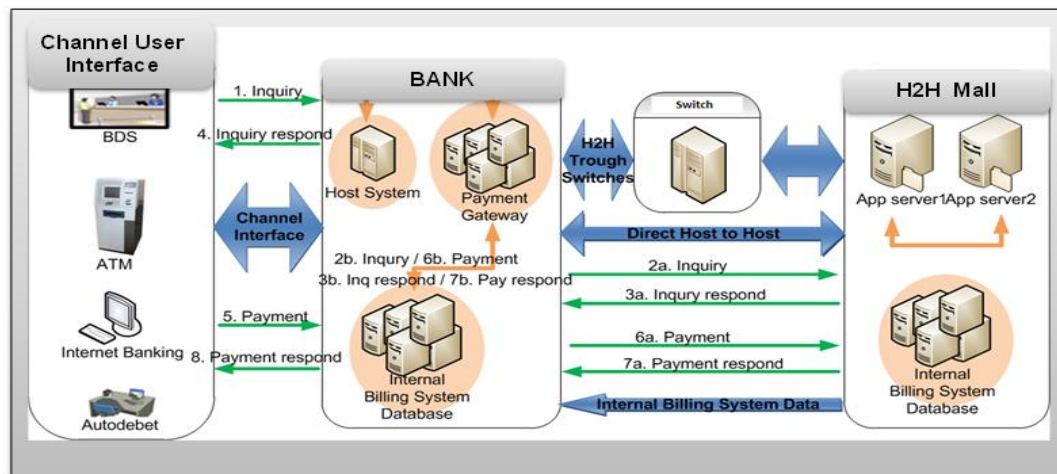 Channel User
Interface
BDS
ATM
Internet Banking
Autodebet
1. Inquiry
4. Inquiry respond
Channel
Interface
5. Payment
8. Payment respond
BANK
Host System
Payment
Gateway
2b. Inqury / 6b. Payment
3b. Inq respond / 7b. Pay respond
Internal
Billing System
Database
H2H
Trough
Switches
Switch
Direct Host to Host
2a. Inquiry
3a. Inqury respond
6a. Payment
7a. Payment respond
Internal Billing System Data
H2H Mall
App server1
App server2
Internal
Billing System
Database